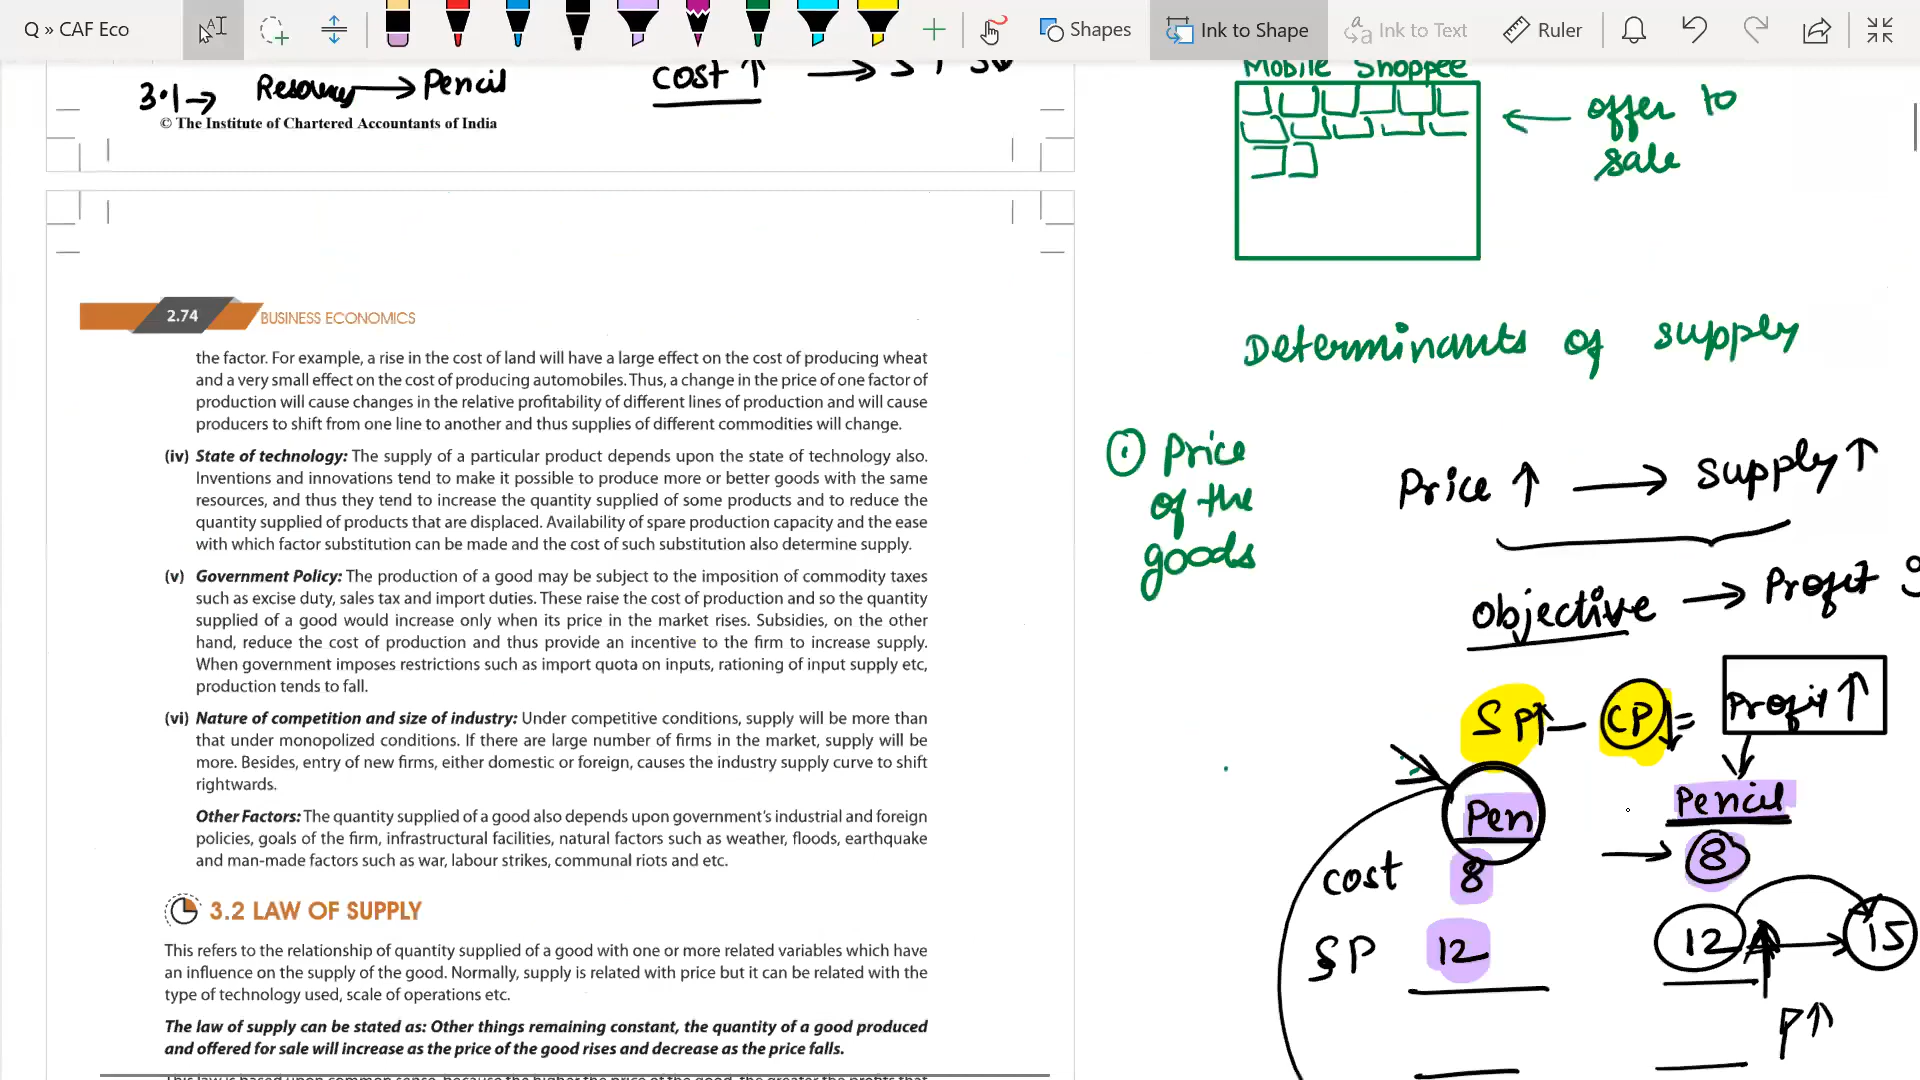 Q » CAF Eco
Shapes
Ink to Shape
Ink to Text
Ruler
3.1→ Resources → Pencil
cost ↑ →
© The Institute of Chartered Accountants of India
2.74 BUSINESS ECONOMICS
the factor. For example, a rise in the cost of land will have a large effect on the cost of producing wheat
and a very small effect on the cost of producing automobiles. Thus, a change in the price of one factor of
production will cause changes in the relative profitability of different lines of production and will cause
producers to shift from one line to another and thus supplies of different commodities will change.
(iv) State of technology: The supply of a particular product depends upon the state of technology also.
Inventions and innovations tend to make it possible to produce more or better goods with the same
resources, and thus they tend to increase the quantity supplied of some products and to reduce the
quantity supplied of products that are displaced. Availability of spare production capacity and the ease
with which factor substitution can be made and the cost of such substitution also determine supply.
(v) Government Policy: The production of a good may be subject to the imposition of commodity taxes
such as excise duty, sales tax and import duties. These raise the cost of production and so the quantity
supplied of a good would increase only when its price in the market rises. Subsidies, on the other
hand, reduce the cost of production and thus provide an incentive to the firm to increase supply.
When government imposes restrictions such as import quota on inputs, rationing of input supply etc,
production tends to fall.
(vi) Nature of competition and size of industry: Under competitive conditions, supply will be more than
that under monopolized conditions. If there are large number of firms in the market, supply will be
more. Besides, entry of new firms, either domestic or foreign, causes the industry supply curve to shift
rightwards.
Other Factors: The quantity supplied of a good also depends upon government's industrial and foreign
policies, goals of the firm, infrastructural facilities, natural factors such as weather, floods, earthquake
and man-made factors such as war, labour strikes, communal riots and etc.
3.2 LAW OF SUPPLY
This refers to the relationship of quantity supplied of a good with one or more related variables which have
an influence on the supply of the good. Normally, supply is related with price but it can be related with the
type of technology used, scale of operations etc.
The law of supply can be stated as: Other things remaining constant, the quantity of a good produced
and offered for sale will increase as the price of the good rises and decrease as the price falls.
This law is based upon common sense, because the higher the price of the good, the greater the profits that
Mobile Shoppee
← offer to
sale
Determinants of supply
① Price
of the
goods
Price ↑ → supply ↑
objective → Profit
SP↑ — CP↓ = Profit ↑
Pen Pencil
cost 8 → 8
SP 12 12 → 15
P↑